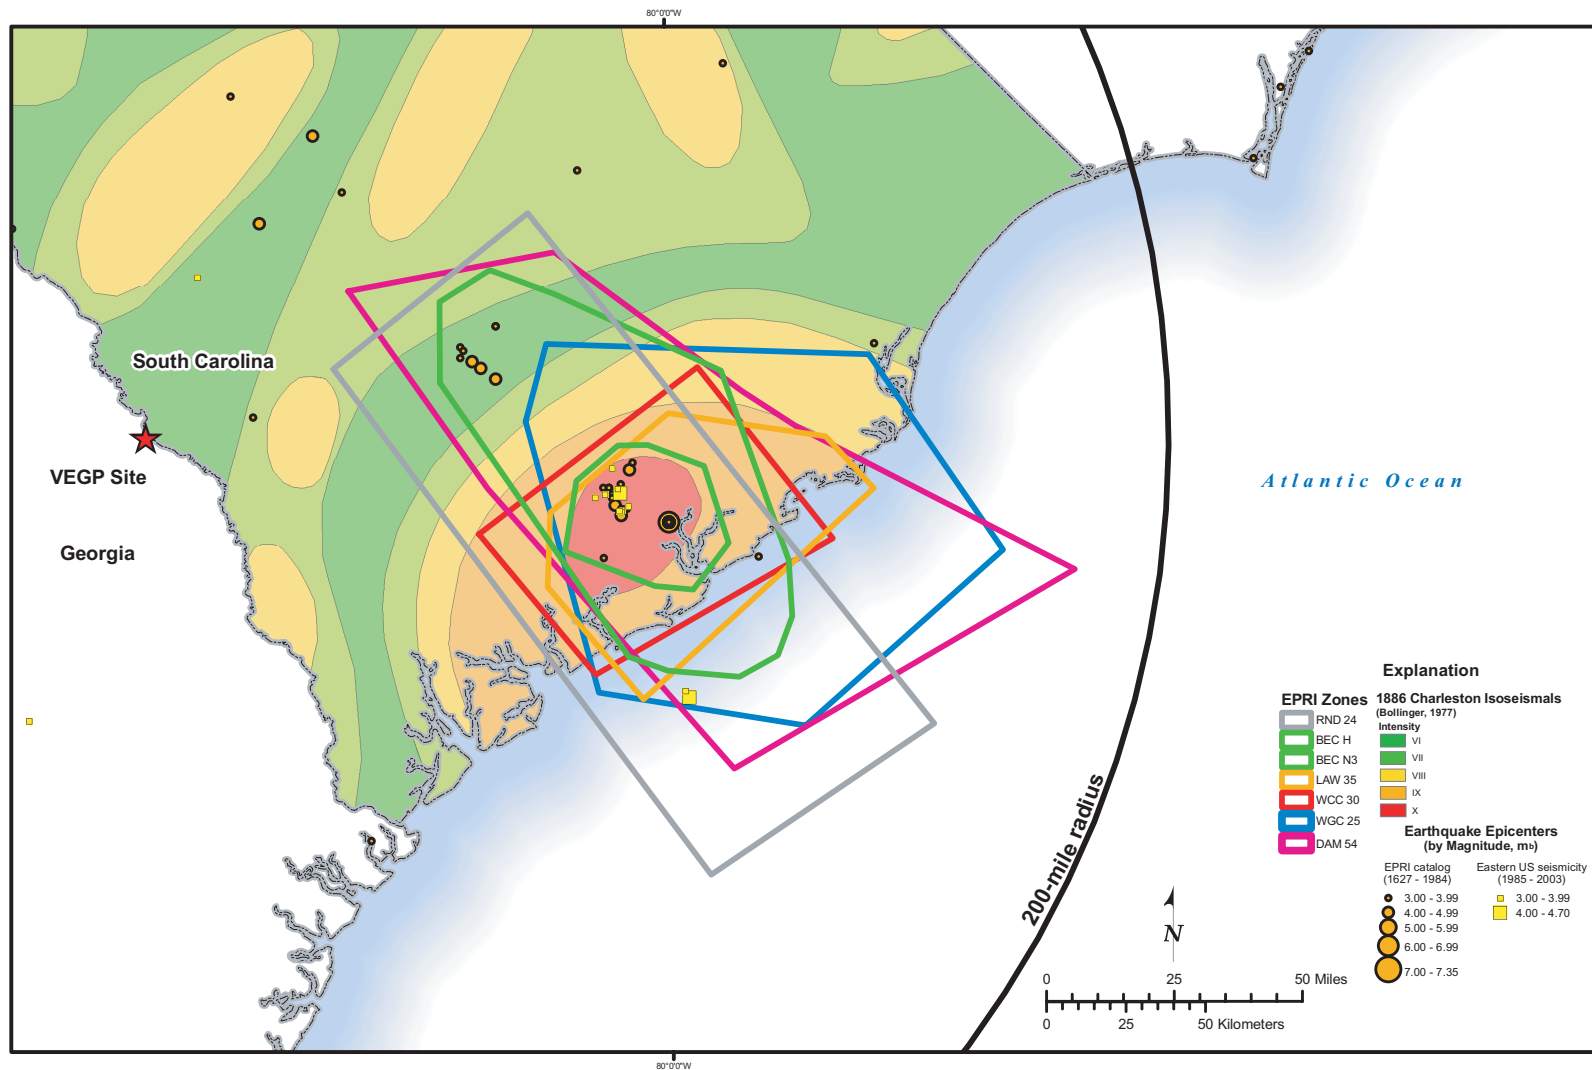 80°0'0"W
South Carolina
VEGP Site
Georgia
Atlantic Ocean
200-mile radius
Explanation
EPRI Zones
RND 24
BEC H
BEC N3
LAW 35
WCC 30
WGC 25
DAM 54
1886 Charleston Isoseismals
(Bollinger, 1977)
Intensity
VI
VII
VIII
IX
X
Earthquake Epicenters
(by Magnitude, mb)
EPRI catalog
(1627 - 1984)
3.00 - 3.99
4.00 - 4.99
5.00 - 5.99
6.00 - 6.99
7.00 - 7.35
Eastern US seismicity
(1985 - 2003)
3.00 - 3.99
4.00 - 4.70
N
0 25 50 Miles
0 25 50 Kilometers
80°0'0"W